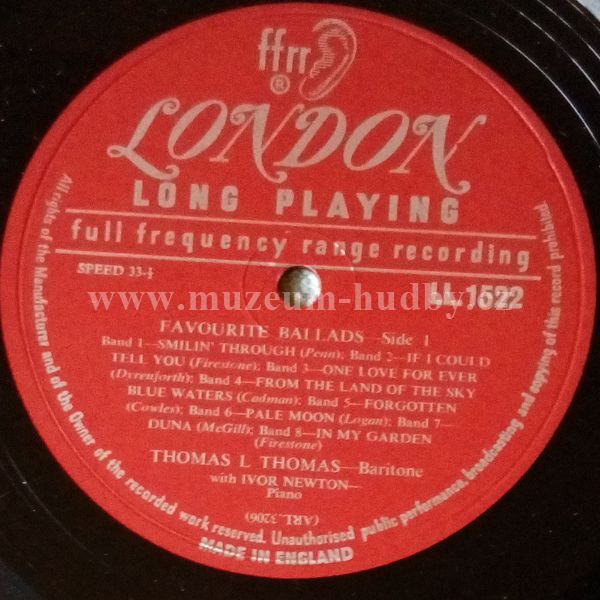 ffrr
®
LONDON
LONG PLAYING
full frequency range recording
SPEED 33-⅓
LL 1522
www.muzeum-hudby
FAVOURITE BALLADS—Side 1
Band 1—SMILIN' THROUGH (Penn); Band 2—IF I COULD
TELL YOU (Firestone); Band 3—ONE LOVE FOR EVER
(Dyrenforth); Band 4—FROM THE LAND OF THE SKY
BLUE WATERS (Cadman); Band 5—FORGOTTEN
(Cowles); Band 6—PALE MOON (Logan); Band 7—
DUNA (McGill); Band 8—IN MY GARDEN
(Firestone)
THOMAS L THOMAS—Baritone
with IVOR NEWTON—
Piano
(ARL.3206)
All rights of the Manufacturer and of the Owner of the recorded work reserved. Unauthorised public performance, broadcasting and copying of this record prohibited.
MADE IN ENGLAND